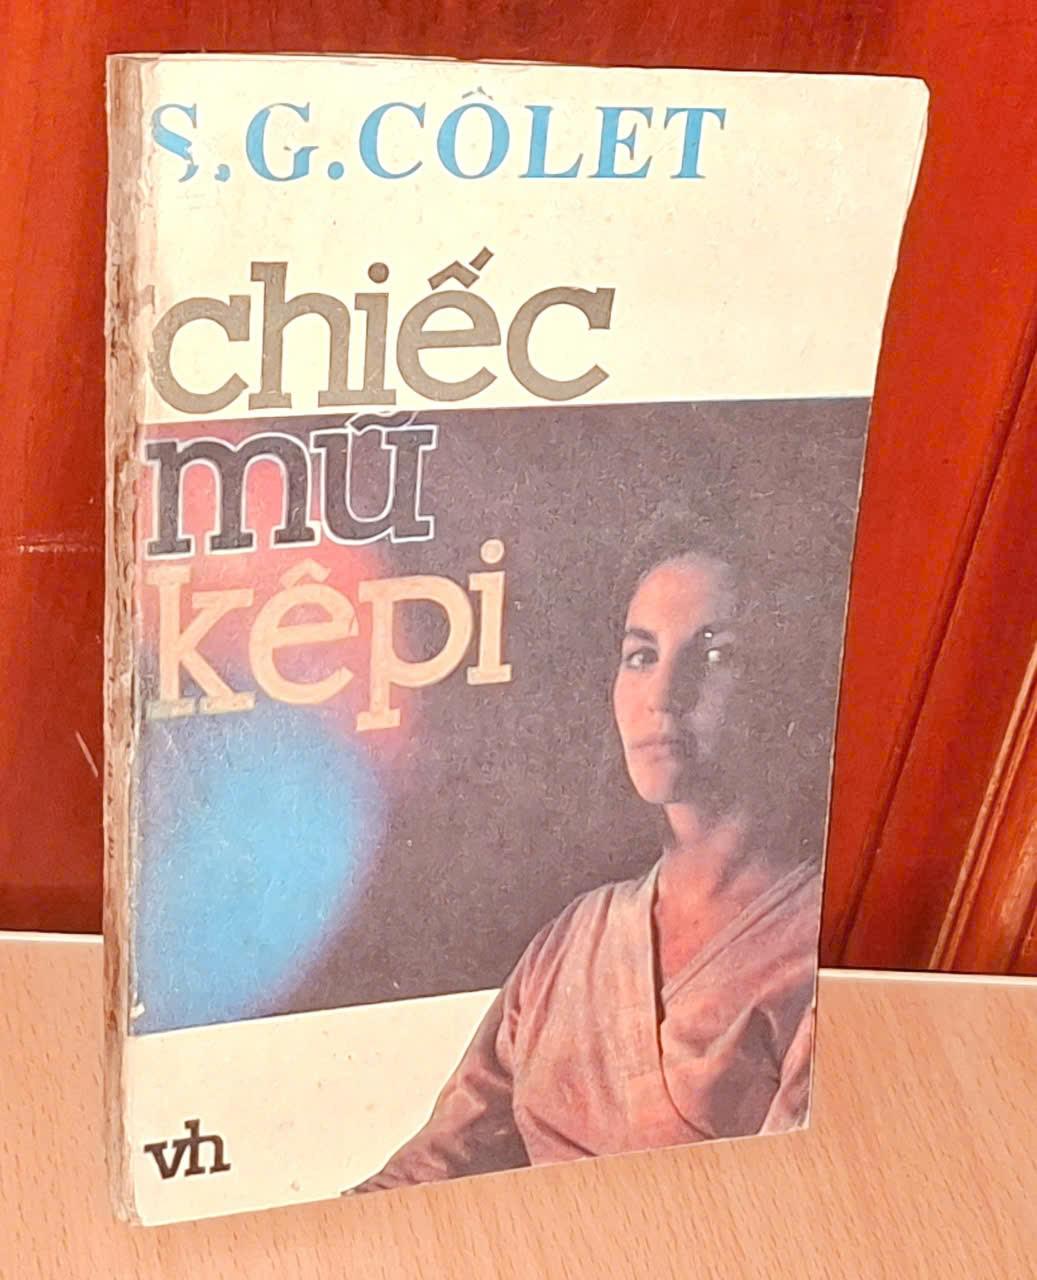 S.G.CÔLET
chiếc
mũ
kêpi
vh